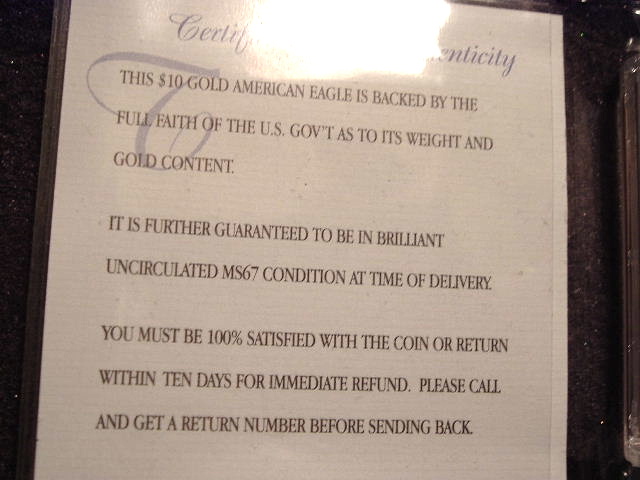 THIS $10 GOLD AMERICAN EAGLE IS BACKED BY THE
FULL FAITH OF THE U.S. GOV'T AS TO ITS WEIGHT AND
GOLD CONTENT.
IT IS FURTHER GUARANTEED TO BE IN BRILLIANT
UNCIRCULATED MS67 CONDITION AT TIME OF DELIVERY.
YOU MUST BE 100% SATISFIED WITH THE COIN OR RETURN
WITHIN TEN DAYS FOR IMMEDIATE REFUND. PLEASE CALL
AND GET A RETURN NUMBER BEFORE SENDING BACK.